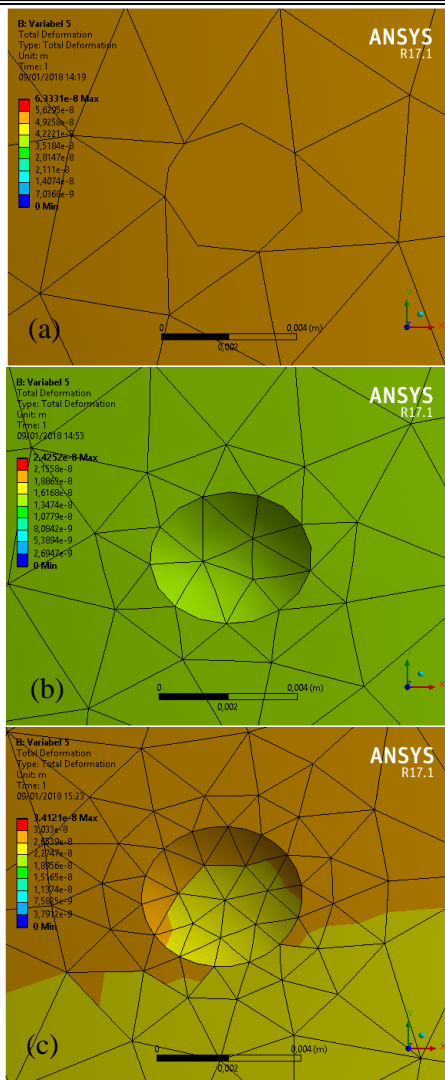 B: Variabel 5
Total Deformation
Type: Total Deformation
Unit: m
Time: 1
09/01/2018 14:19
6,3331e-8 Max
5,6295e-8
4,9258e-8
4,2221e-8
3,5184e-8
2,8147e-8
2,111e-8
1,4074e-8
7,0368e-9
0 Min
ANSYS
R17.1
(a)
0
0,004 (m)
0,002
Y
X
B: Variabel 5
Total Deformation
Type: Total Deformation
Unit: m
Time: 1
09/01/2018 14:53
2,4252e-8 Max
2,1558e-8
1,8863e-8
1,6168e-8
1,3474e-8
1,0779e-8
8,0842e-9
5,3894e-9
2,6947e-9
0 Min
ANSYS
R17.1
(b)
0
0,004 (m)
0,002
Y
X
B: Variabel 5
Total Deformation
Type: Total Deformation
Unit: m
Time: 1
09/01/2018 15:23
3,4121e-8 Max
3,033e-8
2,6539e-8
2,2747e-8
1,8956e-8
1,5165e-8
1,1374e-8
7,5825e-9
3,7912e-9
0 Min
ANSYS
R17.1
(c)
0
0,004 (m)
0,002
Y
X